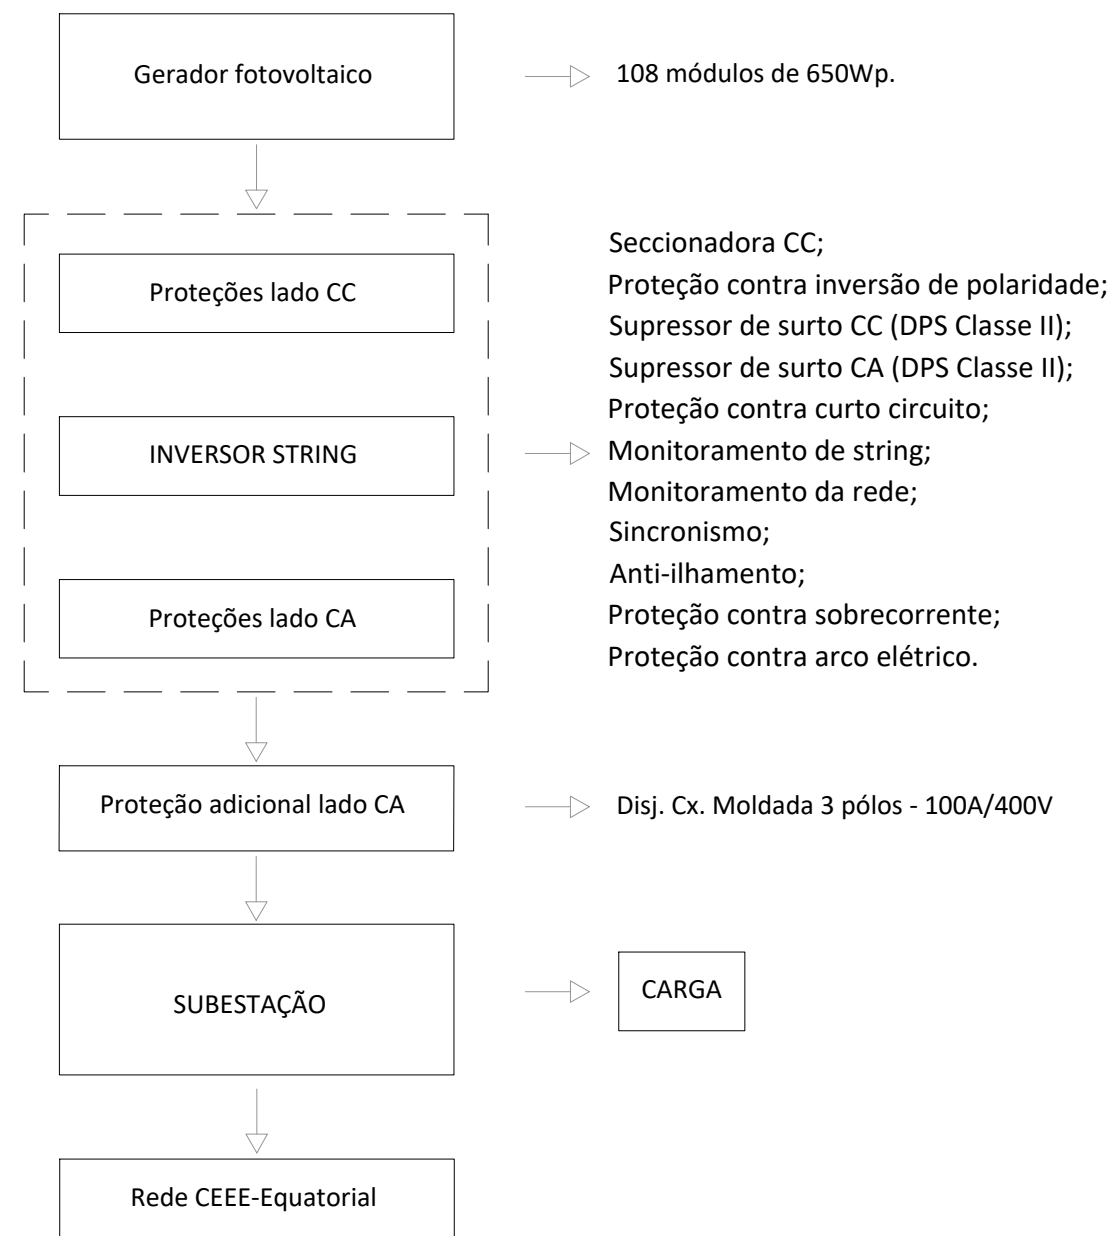 Gerador fotovoltaico
108 módulos de 650Wp.
Proteções lado CC
INVERSOR STRING
Proteções lado CA
Seccionadora CC;
Proteção contra inversão de polaridade;
Supressor de surto CC (DPS Classe II);
Supressor de surto CA (DPS Classe II);
Proteção contra curto circuito;
Monitoramento de string;
Monitoramento da rede;
Sincronismo;
Anti-ilhamento;
Proteção contra sobrecorrente;
Proteção contra arco elétrico.
Proteção adicional lado CA
Disj. Cx. Moldada 3 pólos - 100A/400V
SUBESTAÇÃO
CARGA
Rede CEEE-Equatorial